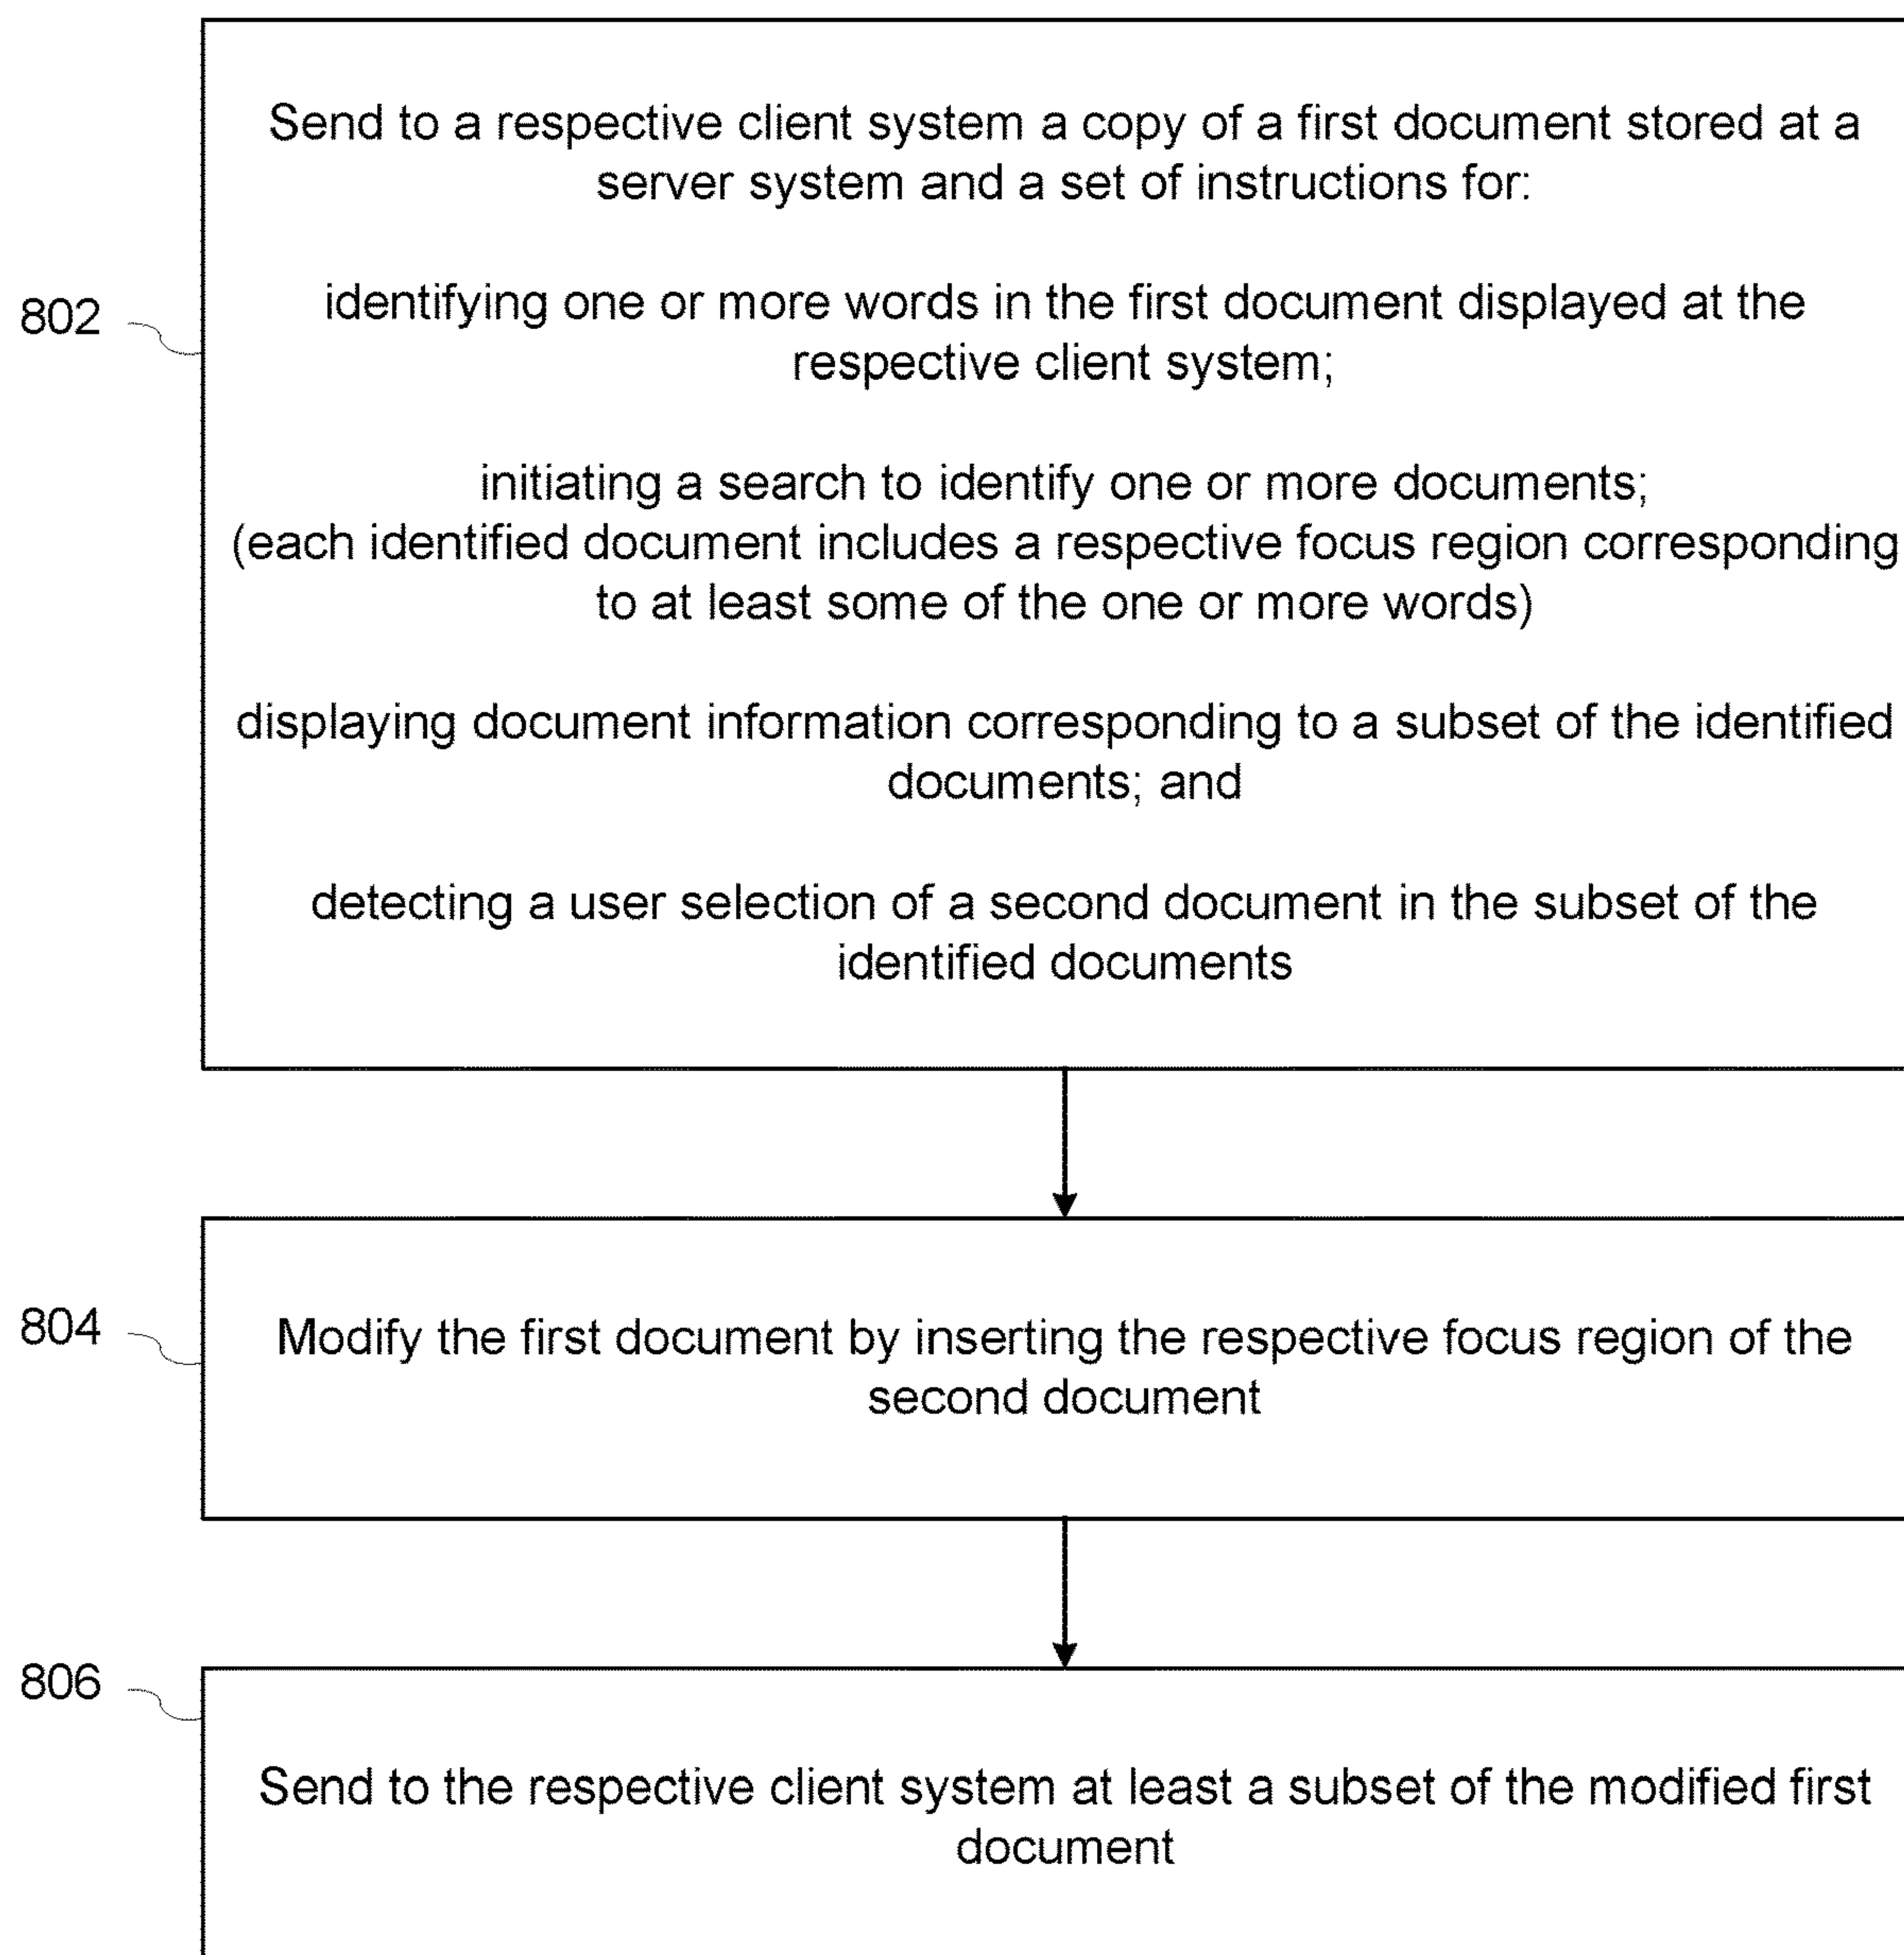 Send to a respective client system a copy of a first document stored at a
server system and a set of instructions for:
802
identifying one or more words in the first document displayed at the
respective client system;
initiating a search to identify one or more documents;
(each identified document includes a respective focus region corresponding
to at least some of the one or more words)
displaying document information corresponding to a subset of the identified
documents; and
detecting a user selection of a second document in the subset of the
identified documents
804
Modify the first document by inserting the respective focus region of the
second document
806
Send to the respective client system at least a subset of the modified first
document